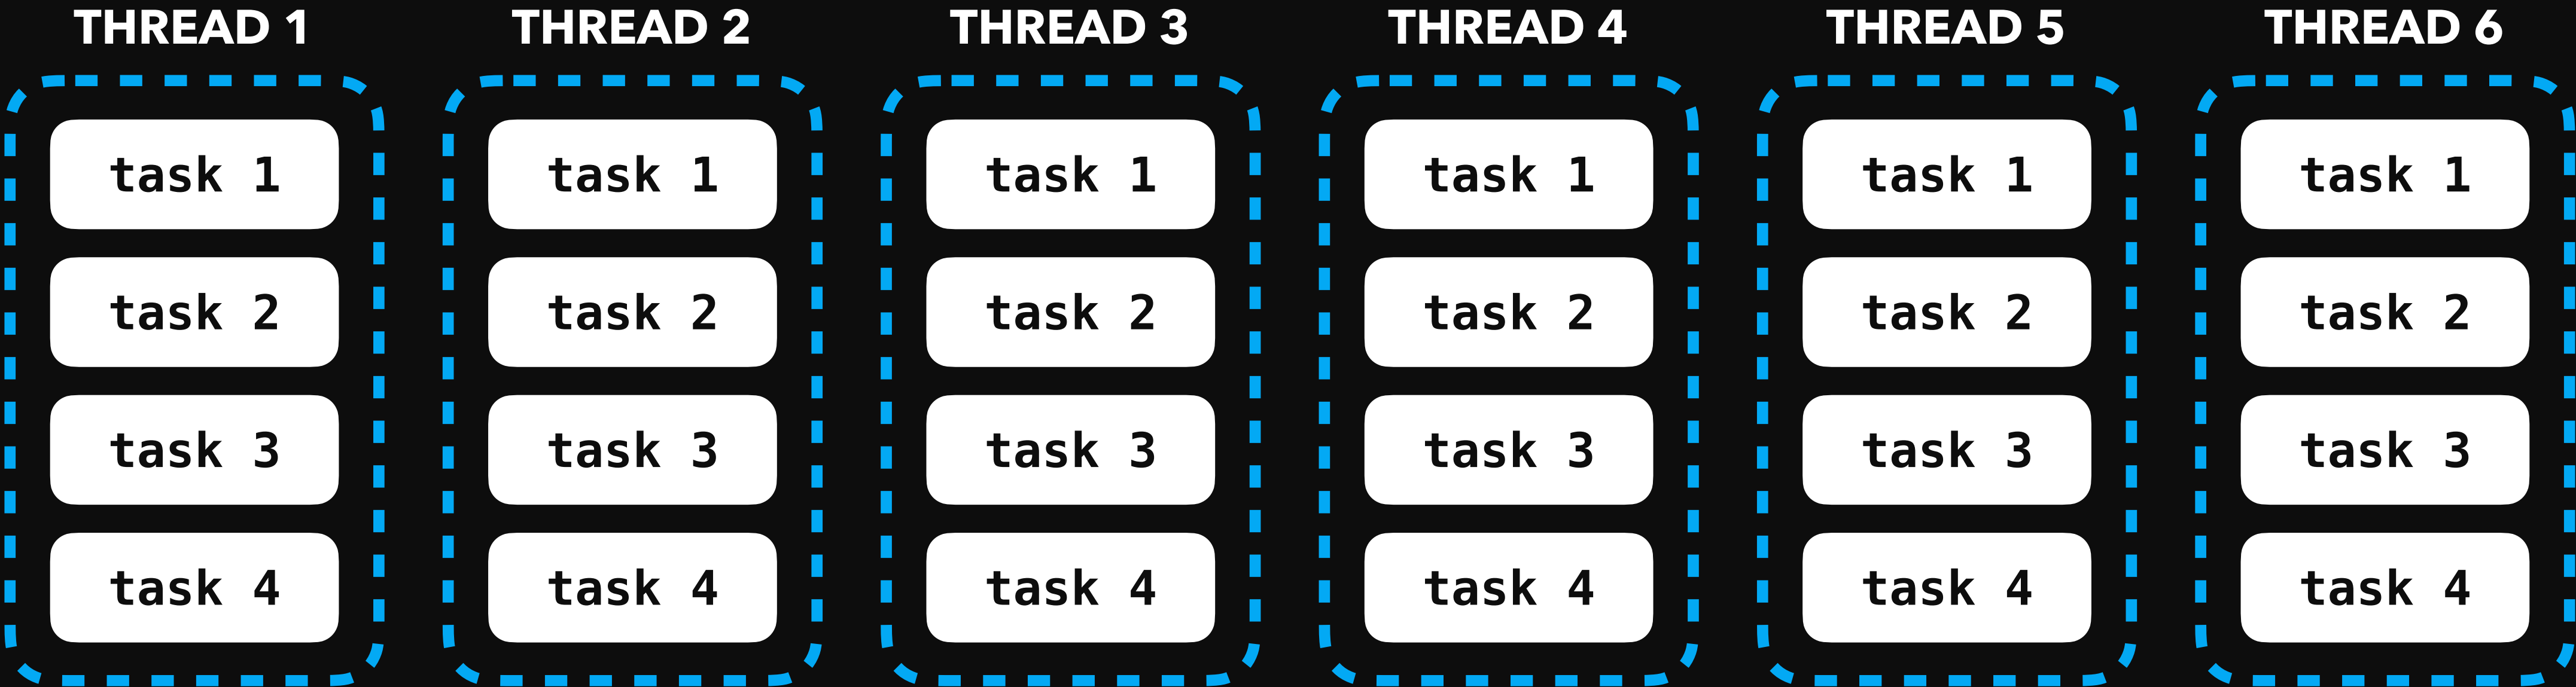 THREAD 1 THREAD 2 THREAD 3 THREAD 4 THREAD 5 THREAD 6
task 1 task 1 task 1 task 1 task 1 task 1
task 2 task 2 task 2 task 2 task 2 task 2
task 3 task 3 task 3 task 3 task 3 task 3
task 4 task 4 task 4 task 4 task 4 task 4